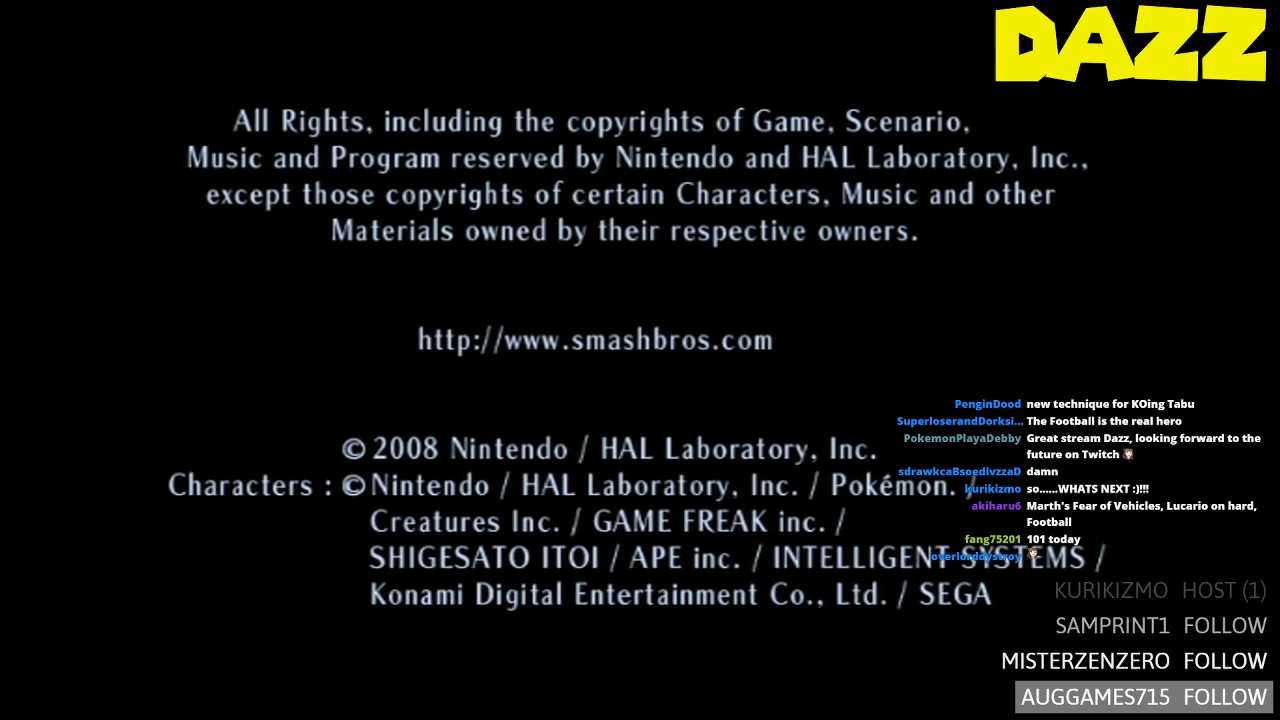 DAZZ
All Rights, including the copyrights of Game, Scenario,
Music and Program reserved by Nintendo and HAL Laboratory, Inc.,
except those copyrights of certain Characters, Music and other
Materials owned by their respective owners.
http://www.smashbros.com
© 2008 Nintendo / HAL Laboratory, Inc.
Characters : © Nintendo / HAL Laboratory, Inc. / Pokémon. /
Creatures Inc. / GAME FREAK inc. /
SHIGESATO ITOI / APE inc. / INTELLIGENT SYSTEMS /
Konami Digital Entertainment Co., Ltd. / SEGA
PenginDood new technique for KOing Tabu
SuperloserandDorksi... The Football is the real hero
PokemonPlayaDebby Great stream Dazz, looking forward to the
future on Twitch
sdrawkcaBsoedivzzaD damn
kurikizmo so......WHATS NEXT :)!!!
akiharu6 Marth's Fear of Vehicles, Lucario on hard,
Football
fang75201 101 today
overlorddystroy
KURIKIZMO HOST (1)
SAMPRINT1 FOLLOW
MISTERZENZERO FOLLOW
AUGGAMES715 FOLLOW